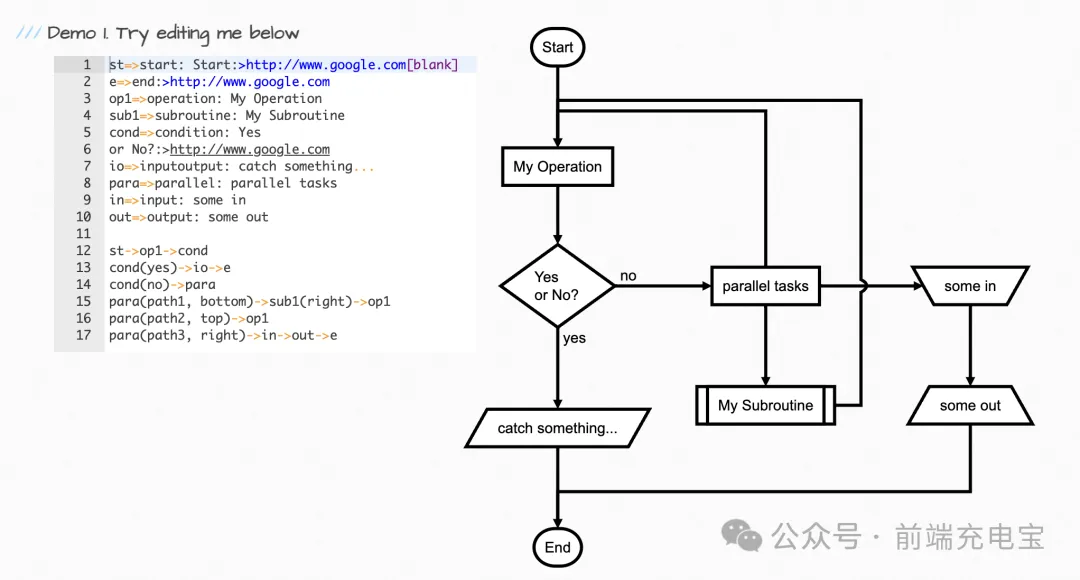 /// Demo 1. Try editing me below
1 st=>start: Start:>http://www.google.com[blank]
2 e=>end:>http://www.google.com
3 op1=>operation: My Operation
4 sub1=>subroutine: My Subroutine
5 cond=>condition: Yes
6 or No?:>http://www.google.com
7 io=>inputoutput: catch something...
8 para=>parallel: parallel tasks
9 in=>input: some in
10 out=>output: some out
11
12 st->op1->cond
13 cond(yes)->io->e
14 cond(no)->para
15 para(path1, bottom)->sub1(right)->op1
16 para(path2, top)->op1
17 para(path3, right)->in->out->e
Start
My Operation
Yes
or No?
no
parallel tasks
some in
yes
My Subroutine
some out
catch something...
End
公众号 · 前端充电宝